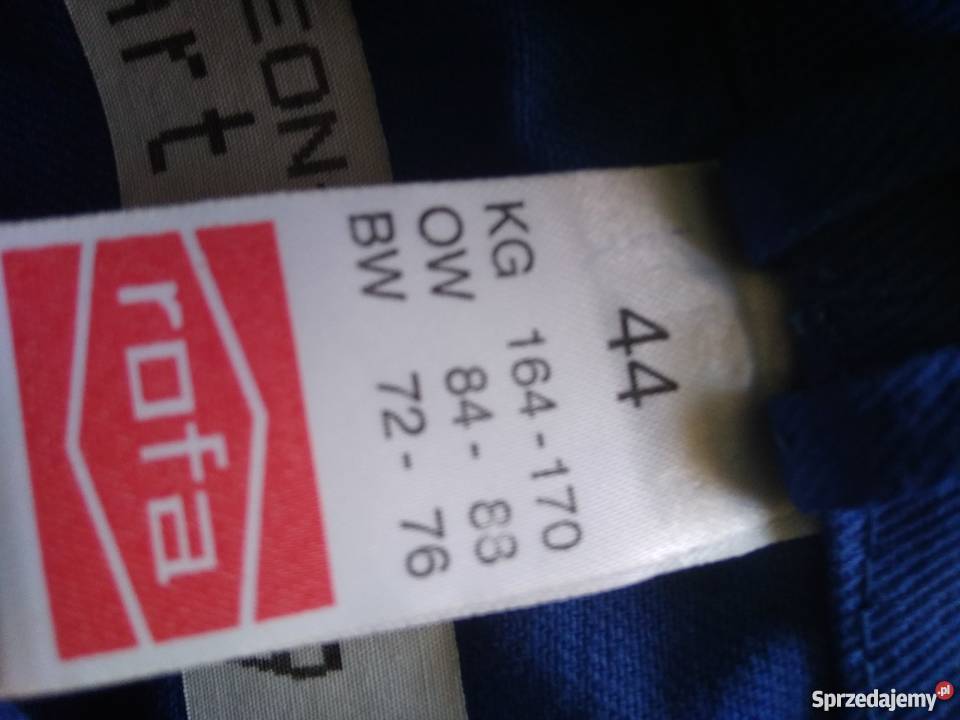 44
KG 164-170
OW 84- 88
BW 72- 76
rofa
Sprzedajemy.pl